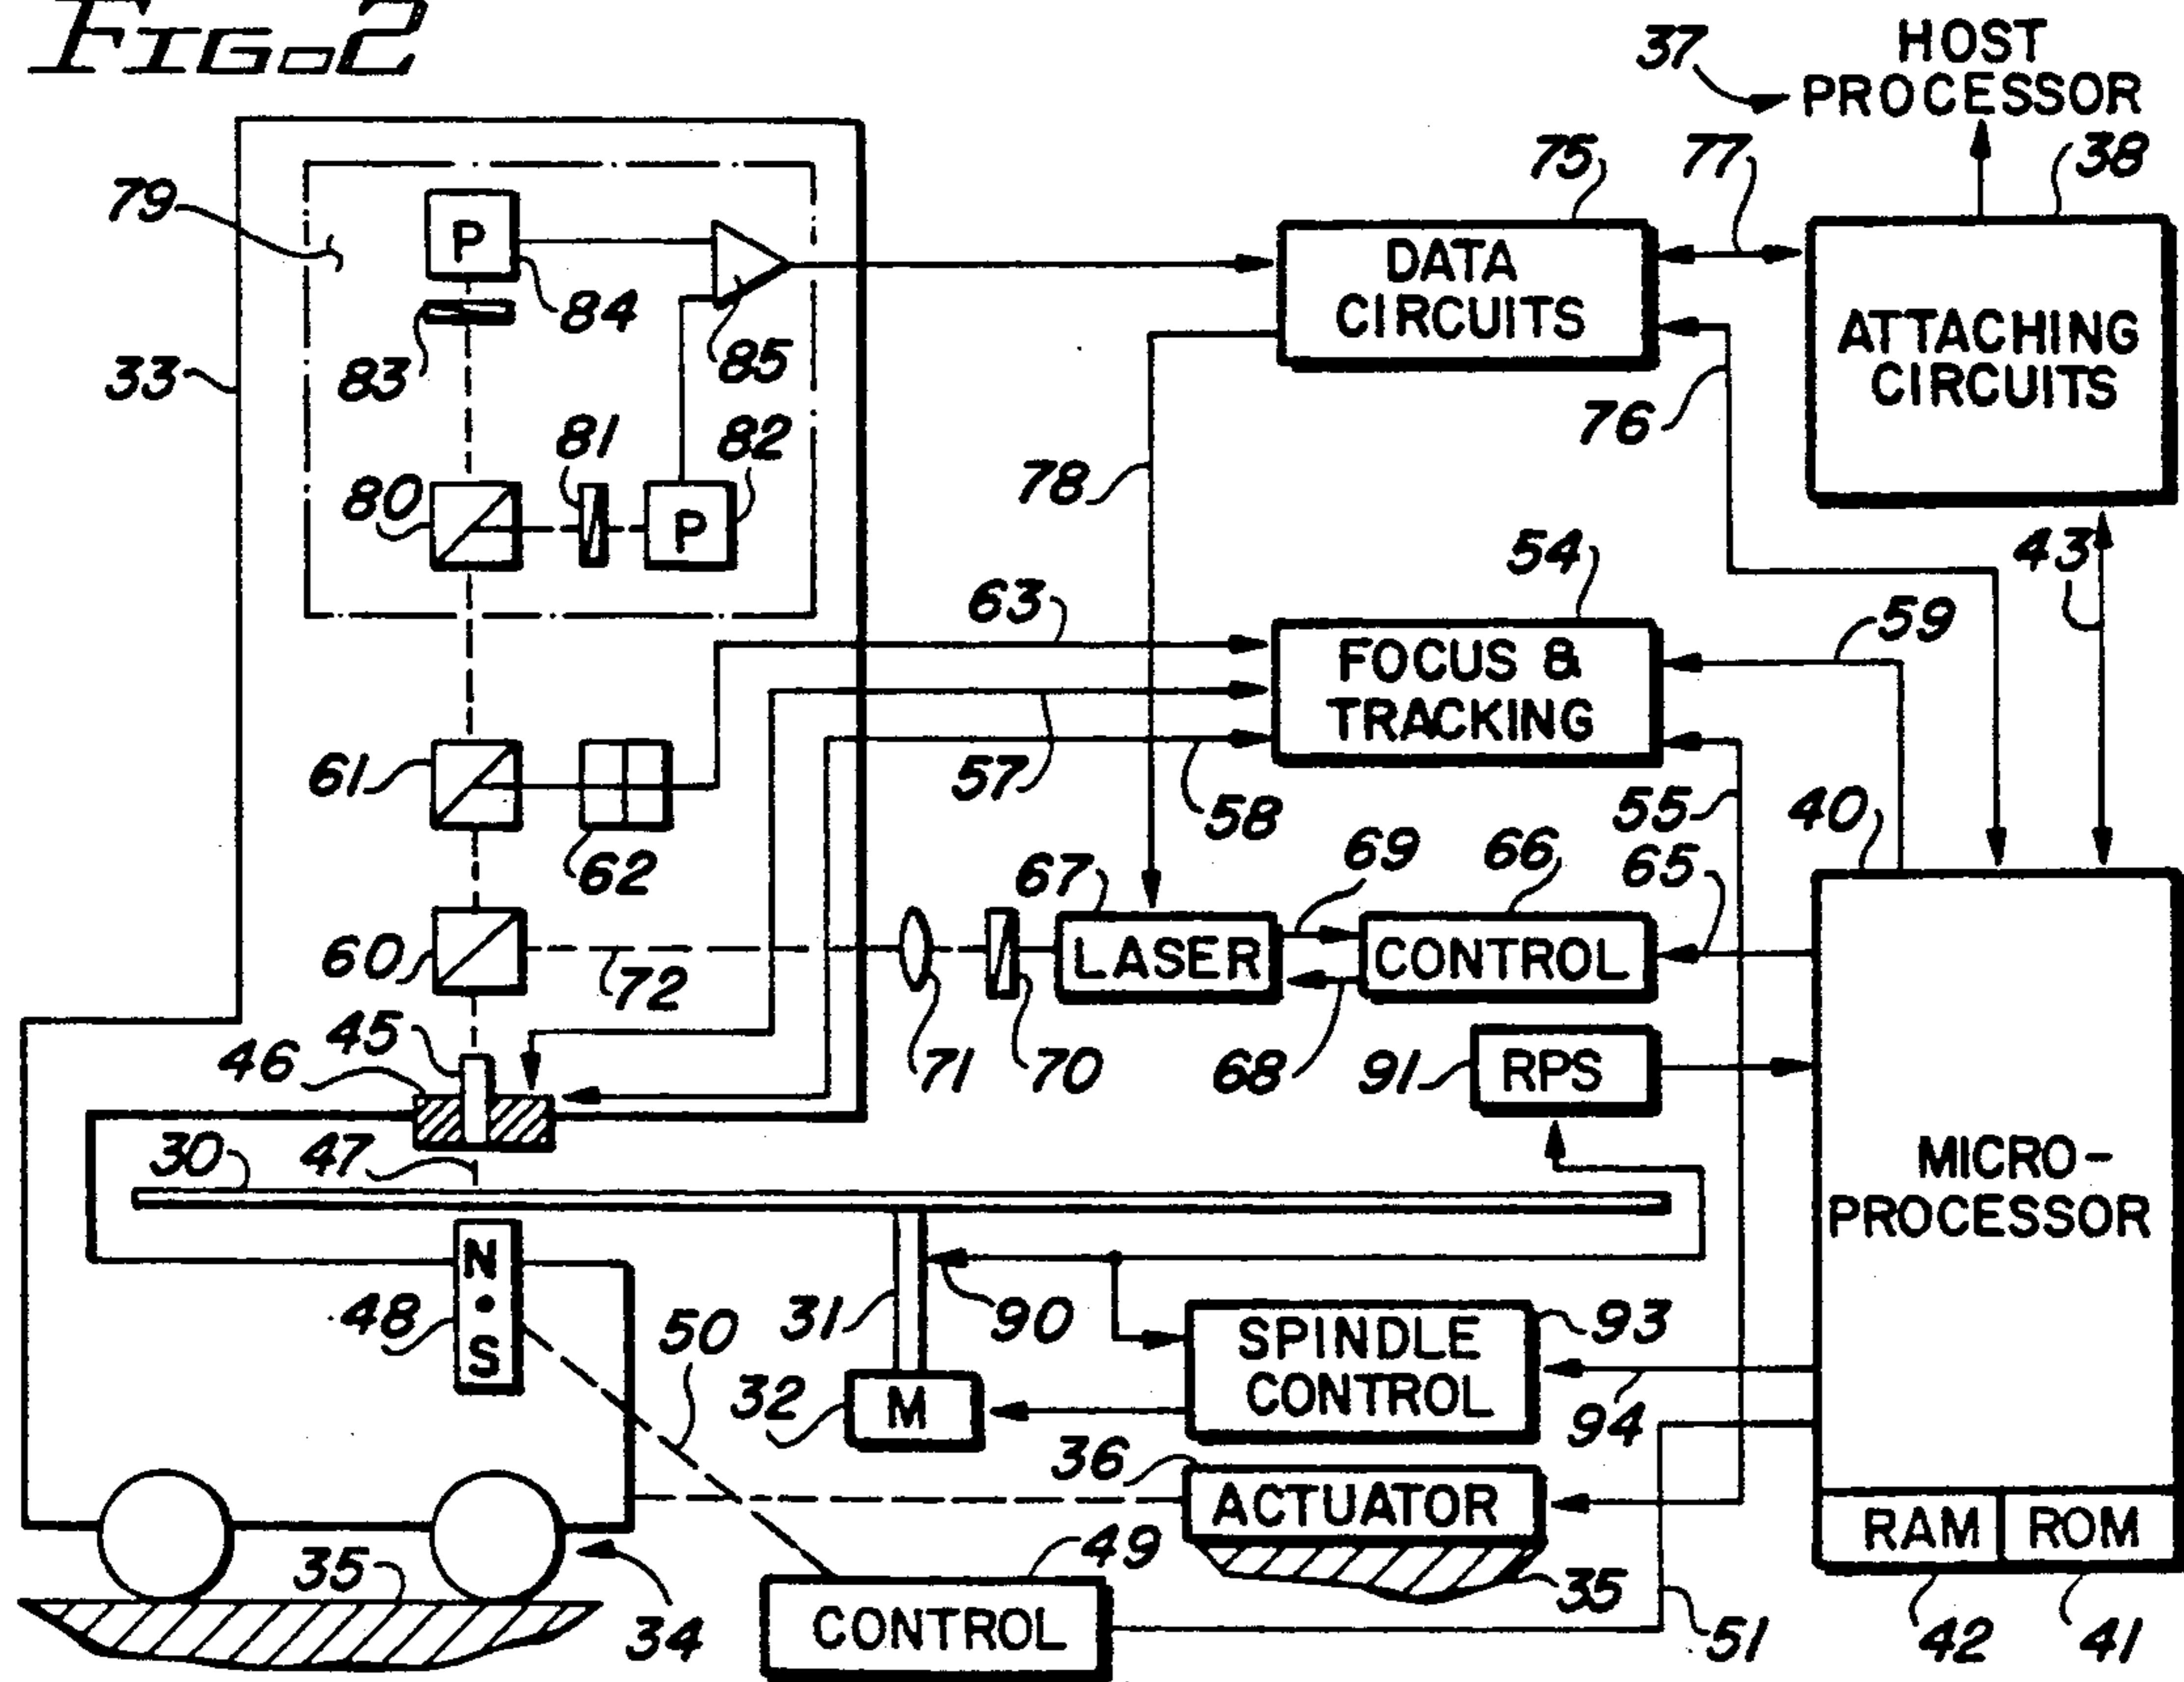 FIG. 2
37
HOST
PROCESSOR
75
77
38
79
P
84
DATA
CIRCUITS
ATTACHING
CIRCUITS
83
85
33
76
81
82
78
80
P
54
43
63
59
FOCUS &
TRACKING
61
57
58
55
40
62
67
69
66
65
60
72
LASER
CONTROL
45
46
71
70
68
91
RPS
30
47
MICRO-
PROCESSOR
N
S
48
50
31
90
SPINDLE
CONTROL
93
32
M
94
36
ACTUATOR
RAM
ROM
49
35
35
CONTROL
34
51
42
41